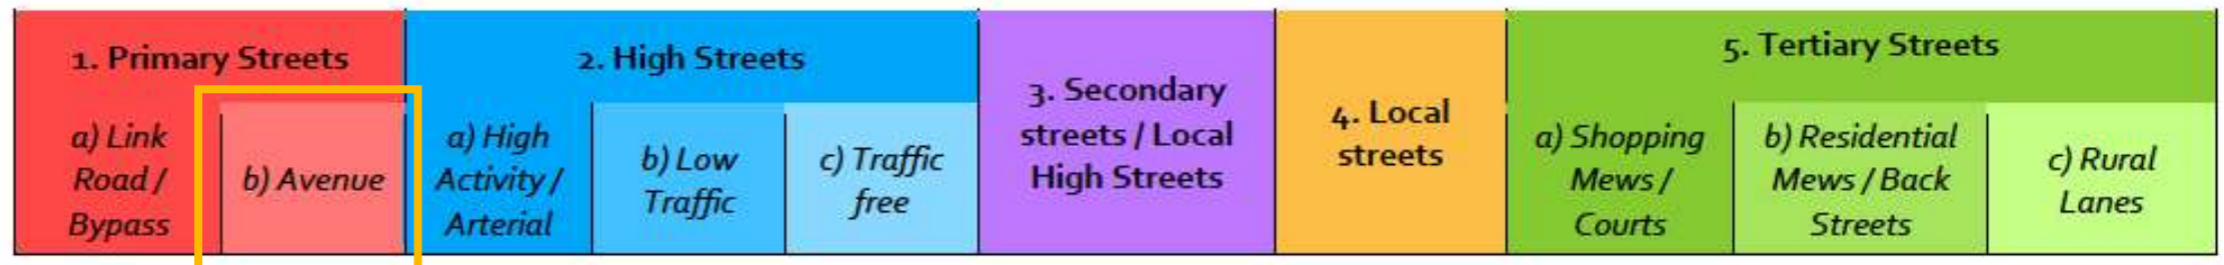 1. Primary Streets
a) Link
Road /
Bypass
b) Avenue
2. High Streets
a) High
Activity /
Arterial
b) Low
Traffic
c) Traffic
free
3. Secondary
streets / Local
High Streets
4. Local
streets
5. Tertiary Streets
a) Shopping
Mews /
Courts
b) Residential
Mews / Back
Streets
c) Rural
Lanes